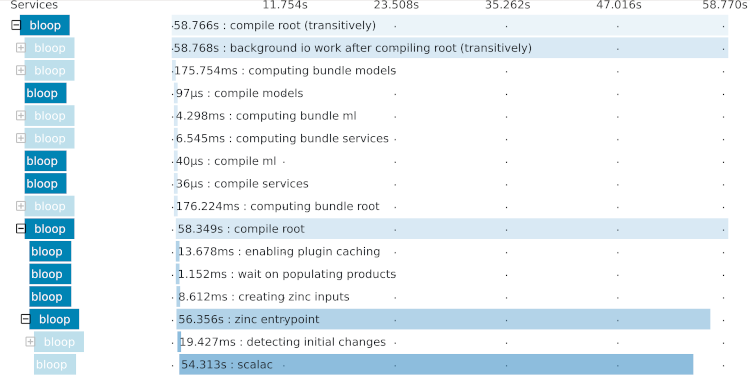 Services 11.754s 23.508s 35.262s 47.016s 58.770s
bloop 58.766s : compile root (transitively)
bloop 58.768s : background io work after compiling root (transitively)
bloop 175.754ms : computing bundle models
bloop 97µs : compile models
bloop 4.298ms : computing bundle ml
bloop 6.545ms : computing bundle services
bloop 40µs : compile ml
bloop 36µs : compile services
bloop 176.224ms : computing bundle root
bloop 58.349s : compile root
bloop 13.678ms : enabling plugin caching
bloop 1.152ms : wait on populating products
bloop 8.612ms : creating zinc inputs
bloop 56.356s : zinc entrypoint
bloop 19.427ms : detecting initial changes
bloop 54.313s : scalac